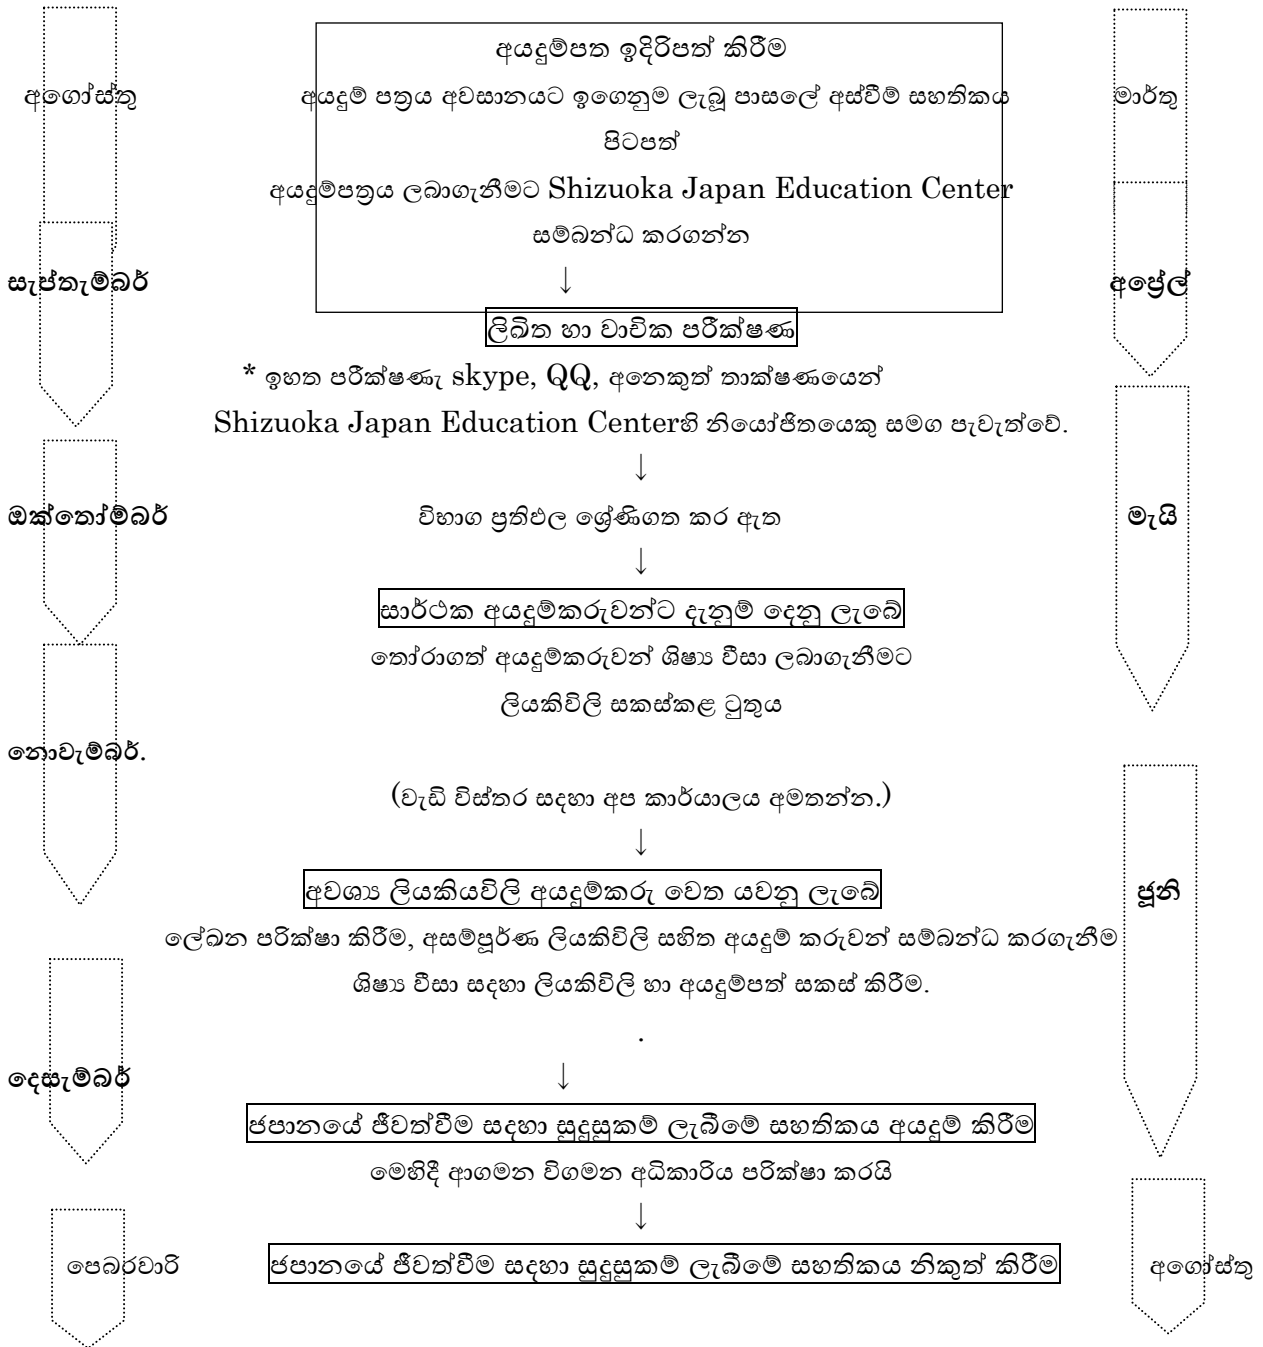 අයදුම්පත ඉදිරිපත් කිරීම
අගෝස්තු
අයදුම් පත්‍රය අවසානයට ඉගෙනුම ලැබූ පාසලේ අස්වීම් සහතිකය
මාර්තු
පිටපත්
අයදුම්පත්‍රය ලබාගැනීමට Shizuoka Japan Education Center
සම්බන්ධ කරගන්න
සැප්තැම්බර්
↓
අප්‍රේල්
ලිඛිත හා වාචික පරීක්ෂණ
* ඉහත පරීක්ෂණැ skype, QQ, අනෙකුත් තාක්ෂණයෙන්
Shizuoka Japan Education Centerහි නියෝජිතයෙකු සමග පැවැත්වේ.
↓
ඔක්තෝම්බර්
විභාග ප්‍රතිඵල ශ්‍රේණිගත කර ඇත
මැයි
↓
සාර්ථක අයදුම්කරුවන්ට දැනුම් දෙනු ලැබේ
තෝරාගත් අයදුම්කරුවන් ශිෂ්‍ය වීසා ලබාගැනීමට
ලියකිවිලි සකස්කළ ටුතුය
නොවැම්බර්.
(වැඩි විස්තර සදහා අප කාර්යාලය අමතන්න.)
↓
අවශ්‍ය ලියකියවිලි අයදුම්කරු වෙත යවනු ලැබේ
ජූනි
ලේඛන පරික්ෂා කිරීම, අසම්පූර්ණ ලියකිවිලි සහිත අයදුම් කරුවන් සම්බන්ධ කරගැනීම
ශිෂ්‍ය වීසා සදහා ලියකිවිලි හා අයදුම්පත් සකස් කිරීම.
.
දෙසැම්බර්
↓
ජපානයේ ජීවත්වීම සදහා සුදුසුකම් ලැබීමේ සහතිකය අයදුම් කිරීම
මෙහිදී ආගමන විගමන අධිකාරිය පරික්ෂා කරයි
↓
පෙබරවාරි
ජපානයේ ජීවත්වීම සදහා සුදුසුකම් ලැබීමේ සහතිකය නිකුත් කිරීම
අගෝස්තු